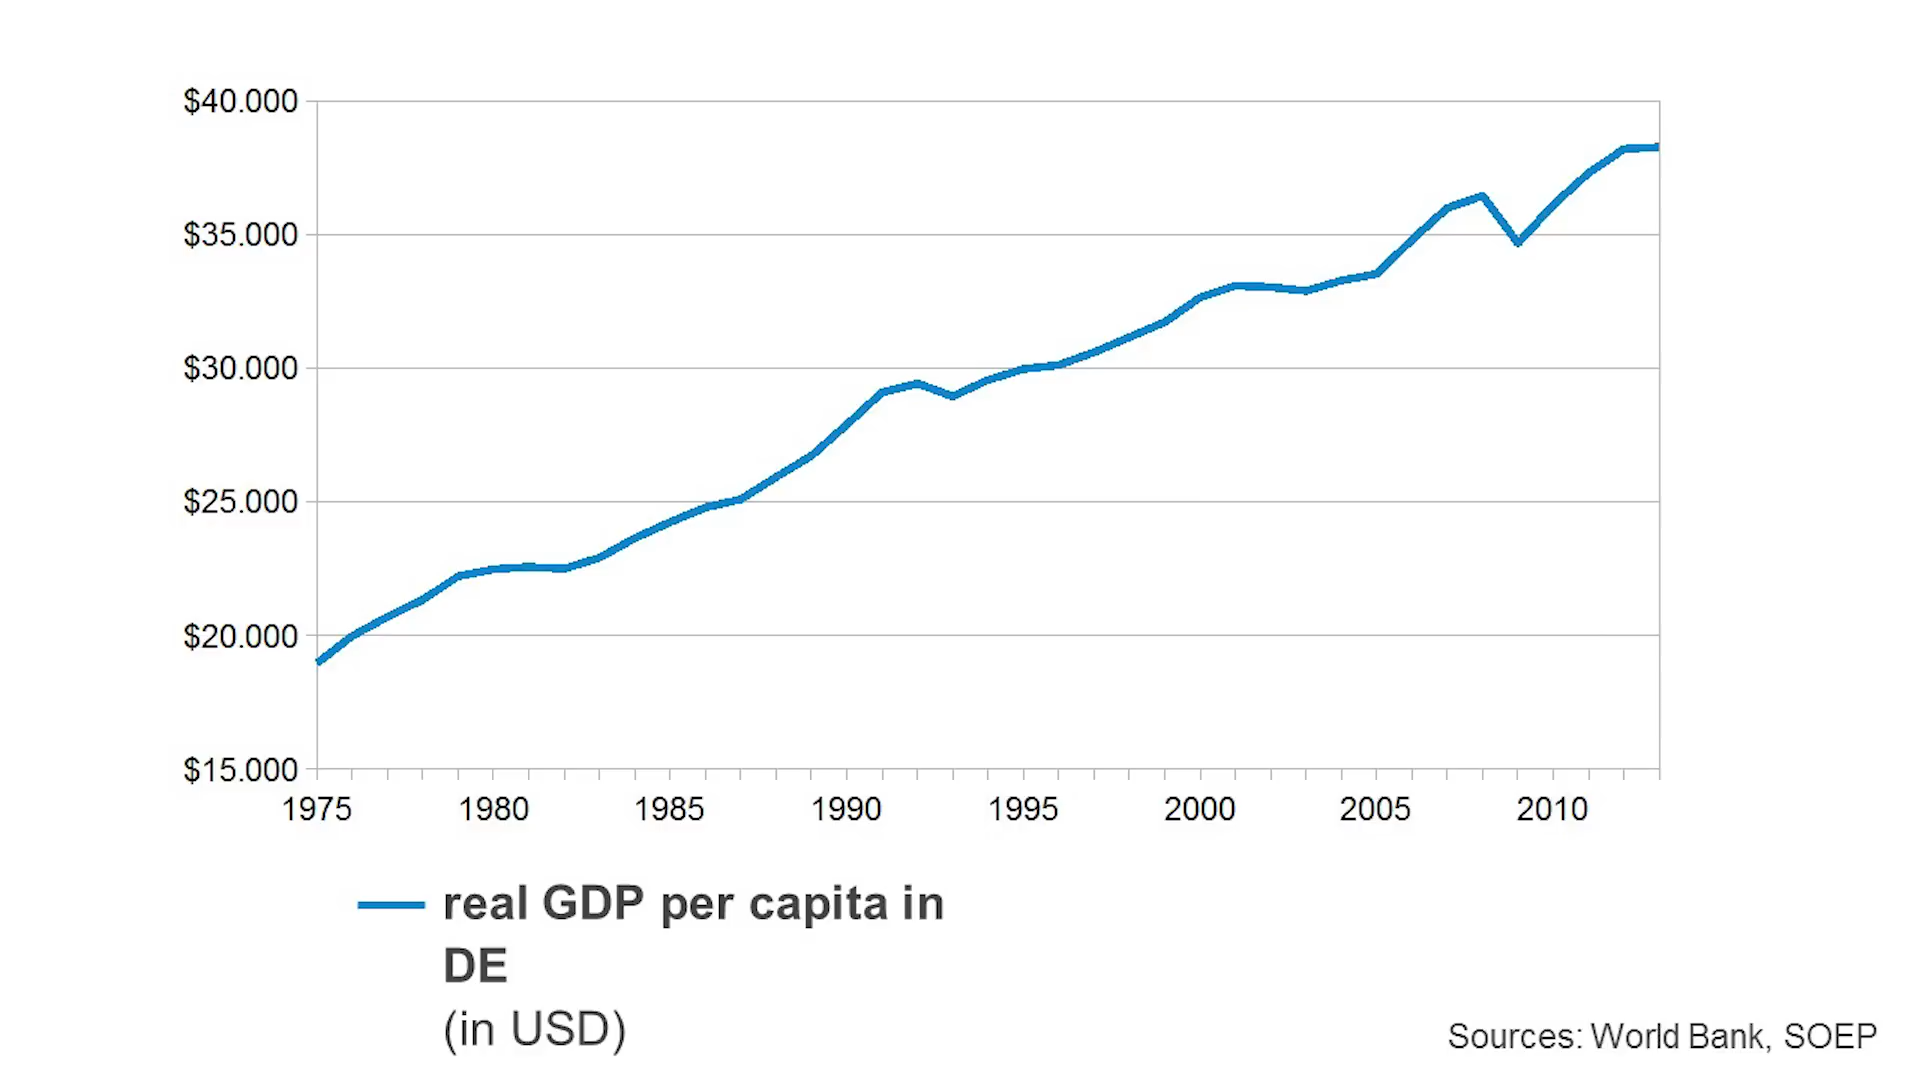 $40.000
$35.000
$30.000
$25.000
$20.000
$15.000
1975 1980 1985 1990 1995 2000 2005 2010
real GDP per capita in
DE
(in USD)
Sources: World Bank, SOEP